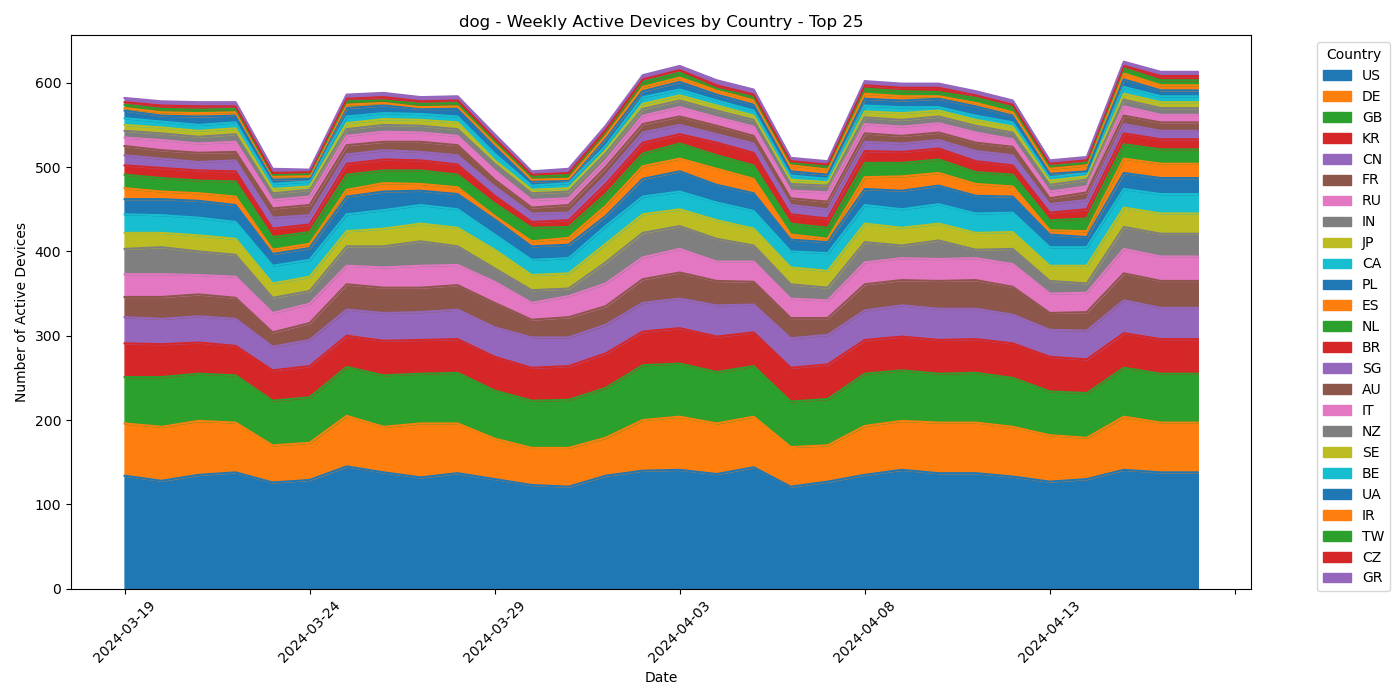 dog - Weekly Active Devices by Country - Top 25
Number of Active Devices
600
500
400
300
200
100
0
2024-03-19
2024-03-24
2024-03-29
2024-04-03
2024-04-08
2024-04-13
Date
Country
US
DE
GB
KR
CN
FR
RU
IN
JP
CA
PL
ES
NL
BR
SG
AU
IT
NZ
SE
BE
UA
IR
TW
CZ
GR